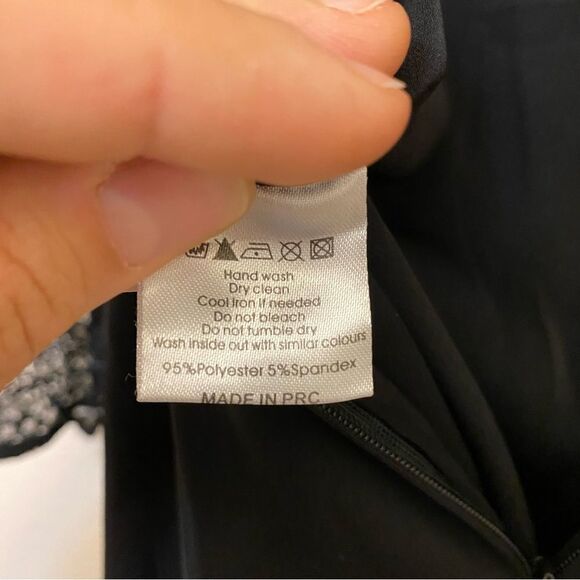 Hand wash
Dry clean
Cool iron if needed
Do not bleach
Do not tumble dry
Wash inside out with similar colours
95%Polyester 5%Spandex
MADE IN PRC